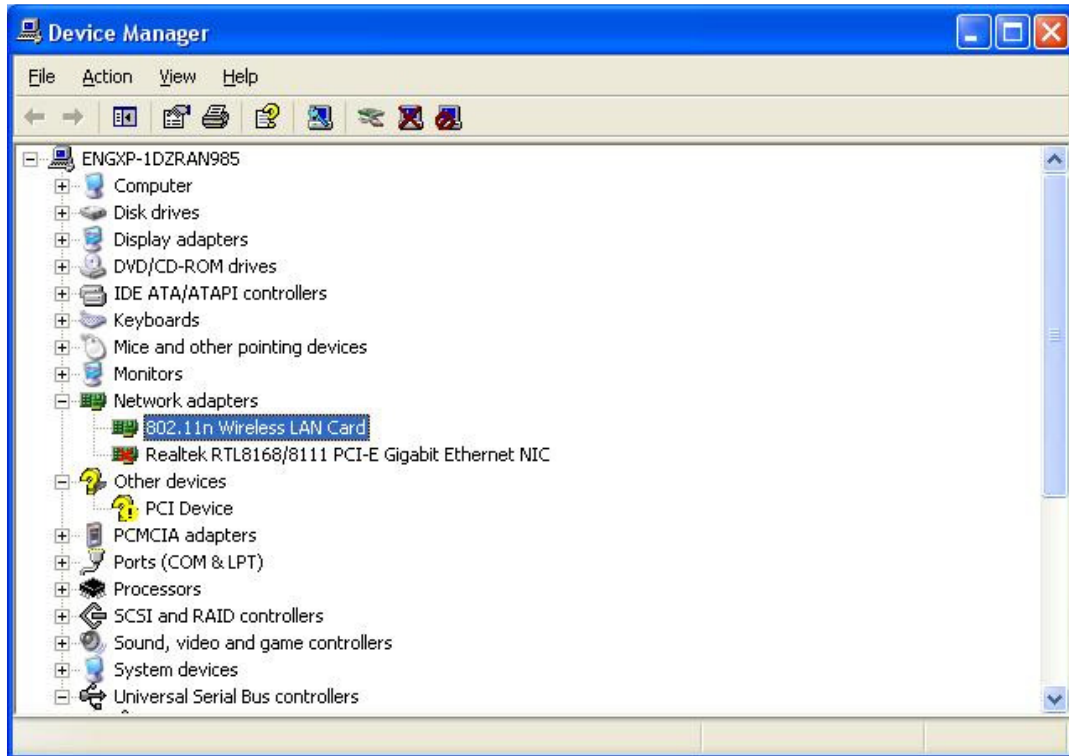 Device Manager
File Action View Help
ENGXP-1DZRAN985
Computer
Disk drives
Display adapters
DVD/CD-ROM drives
IDE ATA/ATAPI controllers
Keyboards
Mice and other pointing devices
Monitors
Network adapters
802.11n Wireless LAN Card
Realtek RTL8168/8111 PCI-E Gigabit Ethernet NIC
Other devices
PCI Device
PCMCIA adapters
Ports (COM & LPT)
Processors
SCSI and RAID controllers
Sound, video and game controllers
System devices
Universal Serial Bus controllers